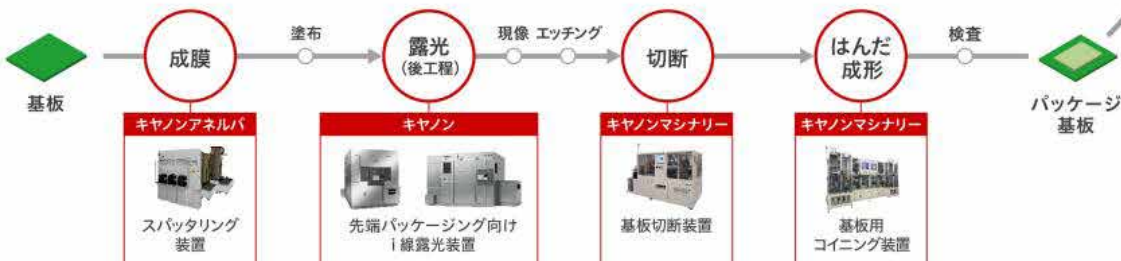 基板
成膜
塗布
露光
(後工程)
現像
エッチング
切断
はんだ
成形
検査
パッケージ
基板
キヤノンアネルバ
スパッタリング
装置
キヤノン
先端パッケージング向け
i線露光装置
キヤノンマシナリー
基板切断装置
キヤノンマシナリー
基板用
コイニング装置